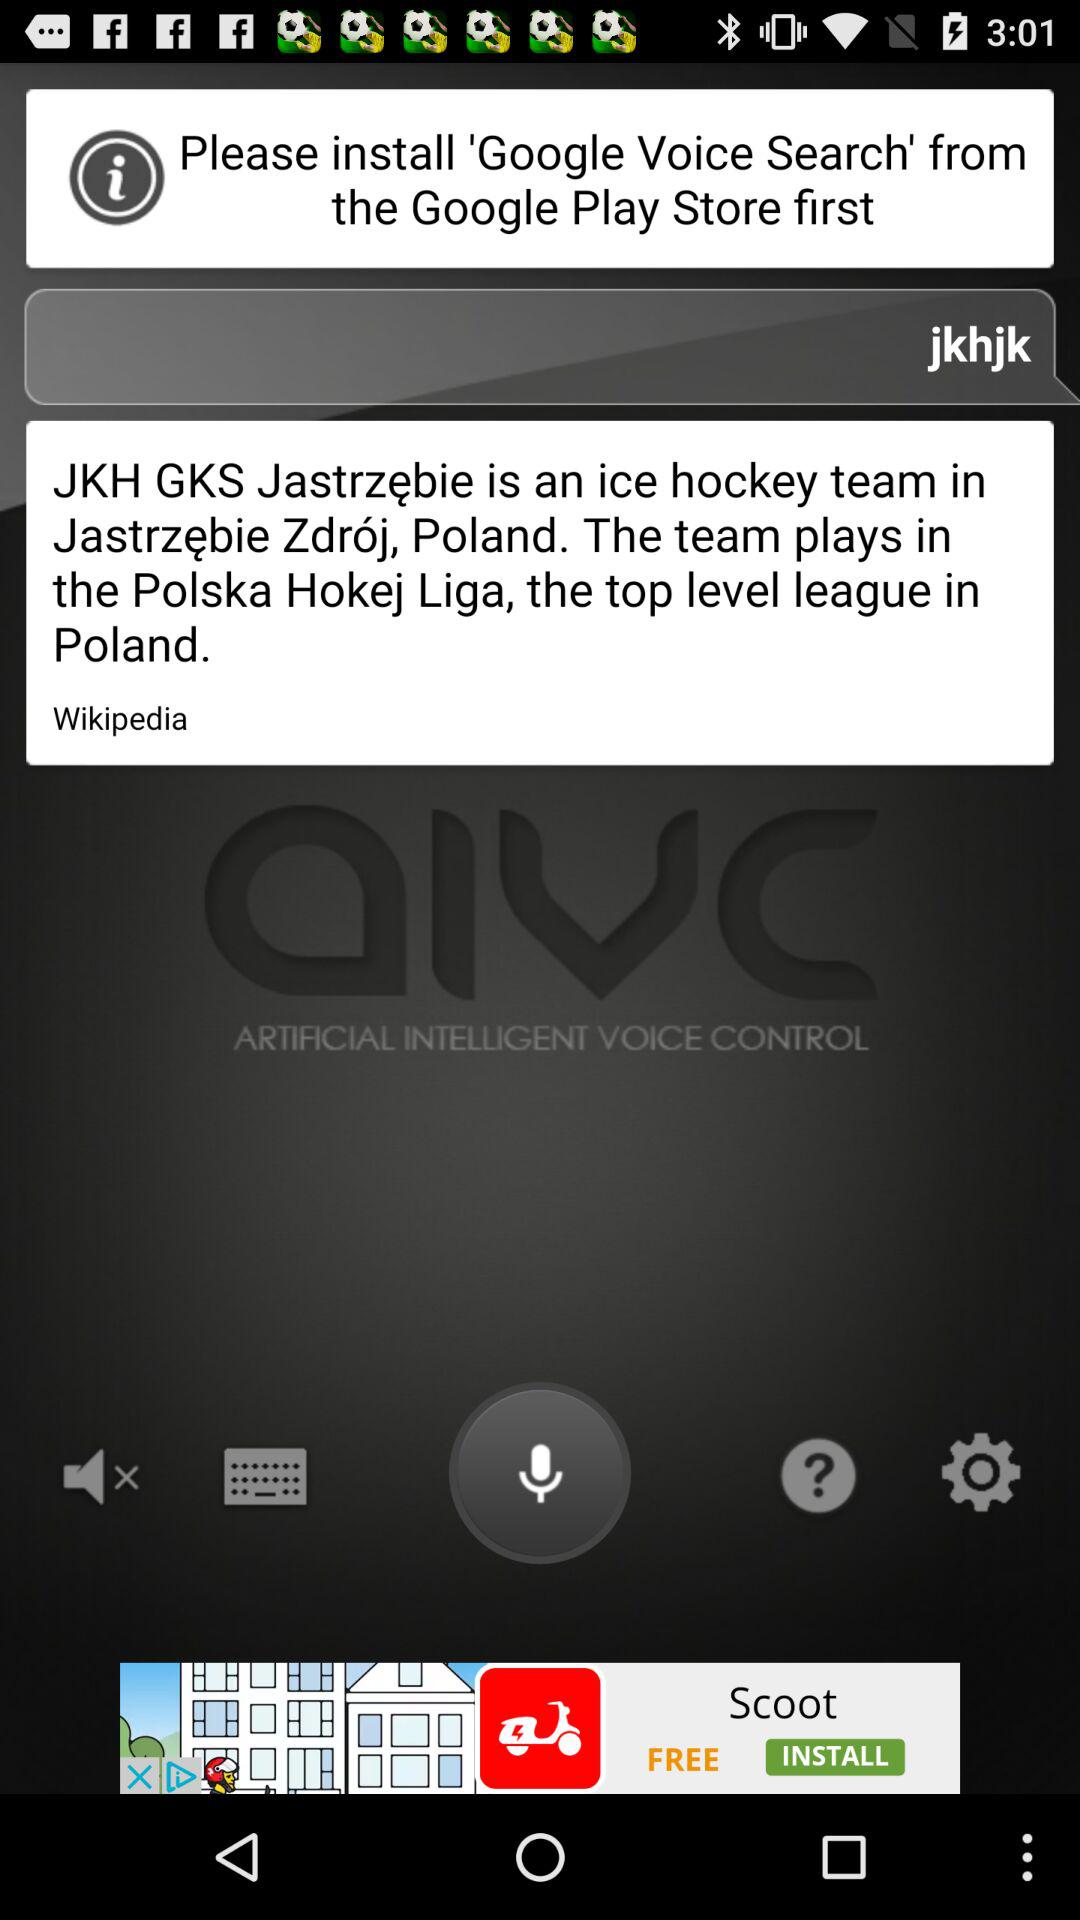 3:01
Please install 'Google Voice Search' from
the Google Play Store first
jkhjk
JKH GKS Jastrzębie is an ice hockey team in
Jastrzębie Zdrój, Poland. The team plays in
the Polska Hokej Liga, the top level league in
Poland.
Wikipedia
aivc
ARTIFICIAL INTELLIGENT VOICE CONTROL
Scoot
FREE INSTALL